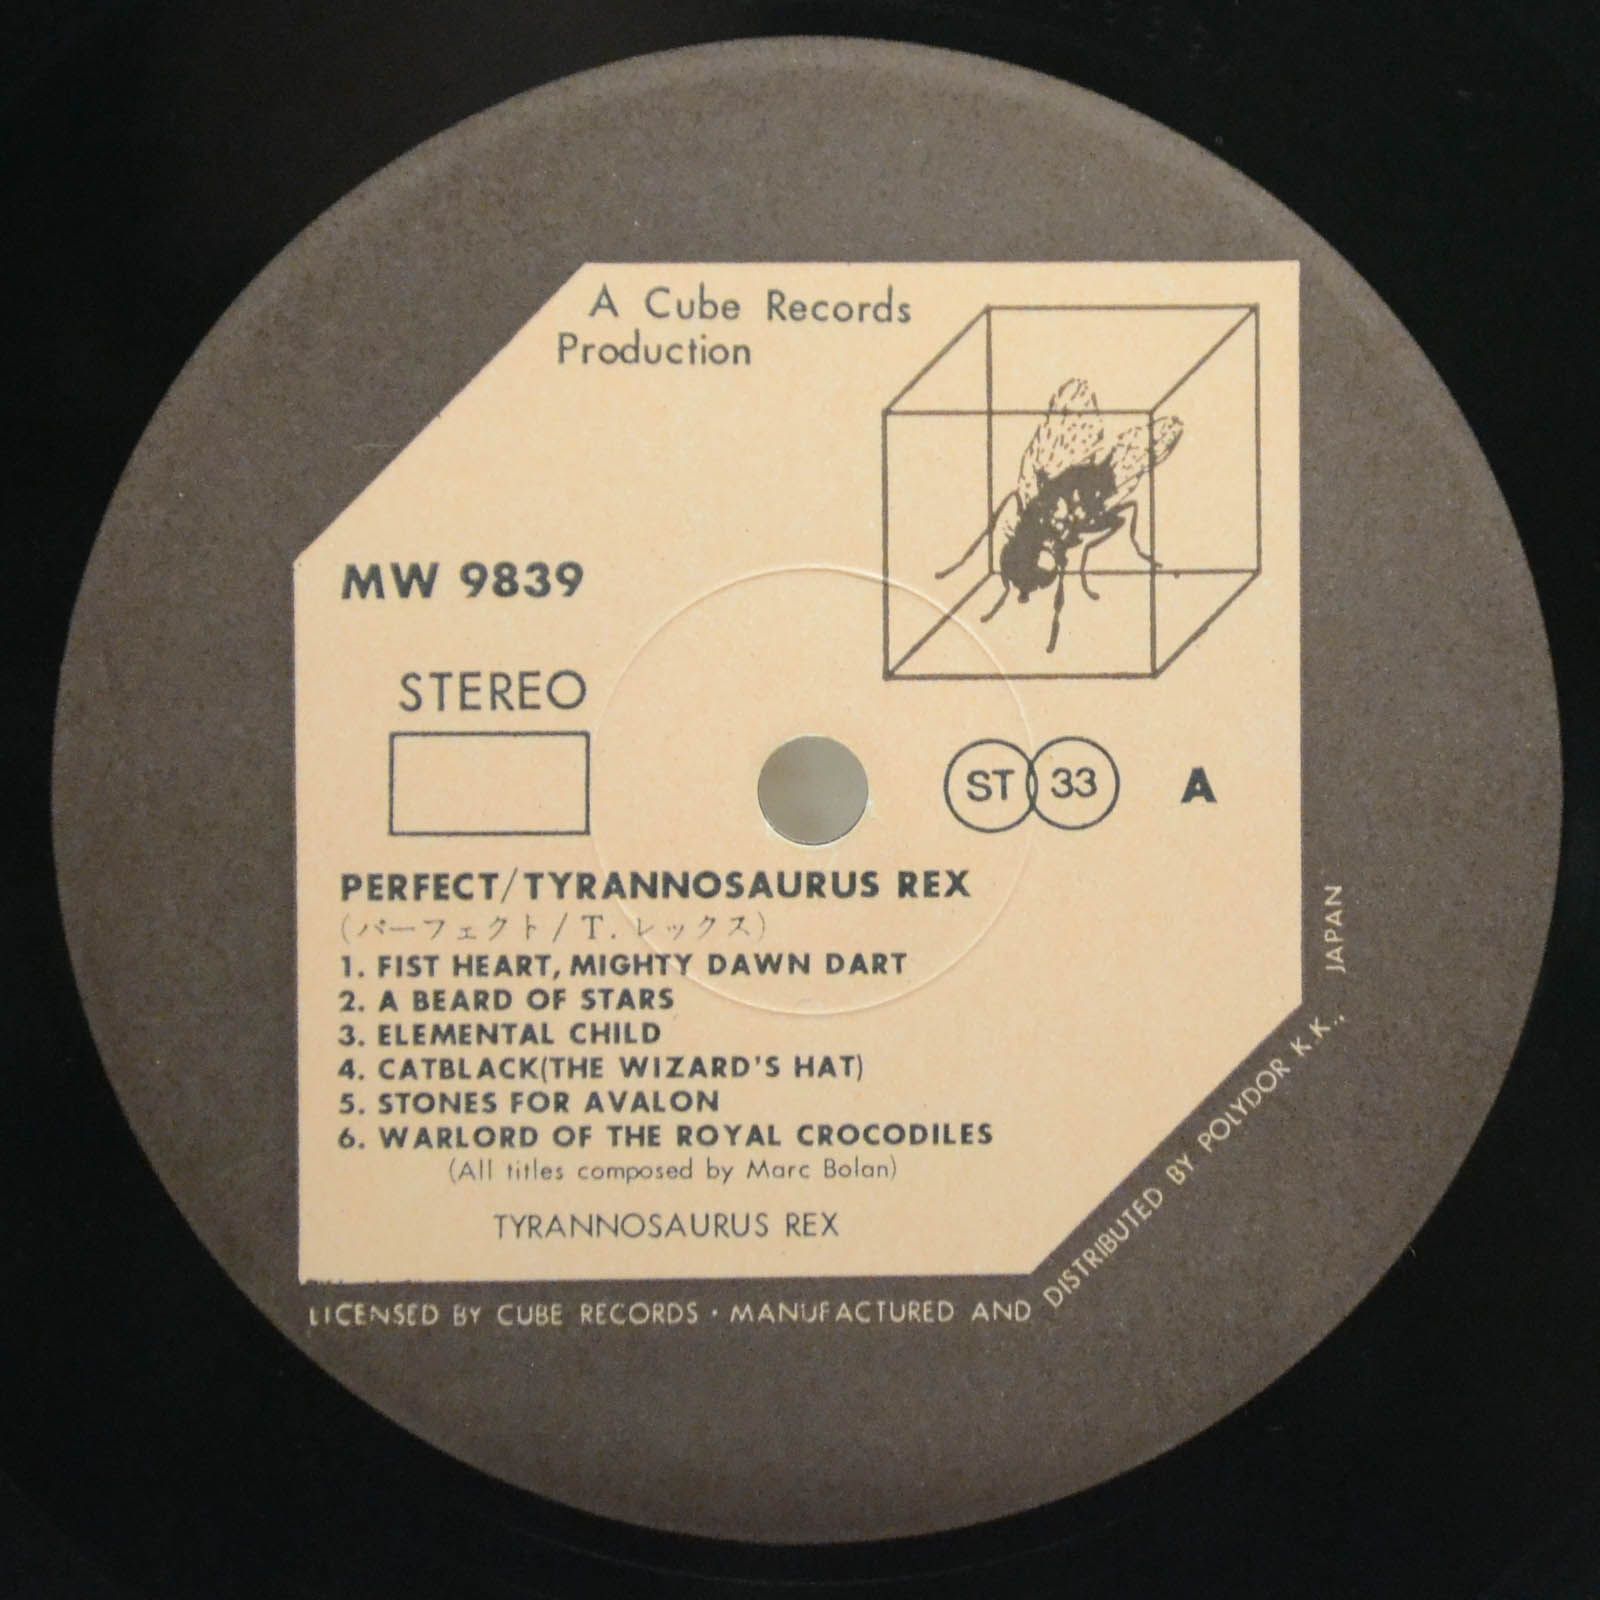 A Cube Records
Production
MW 9839
STEREO
ST 33 A
PERFECT/TYRANNOSAURUS REX
(パーフェクト/T.レックス)
1. FIST HEART, MIGHTY DAWN DART
2. A BEARD OF STARS
3. ELEMENTAL CHILD
4. CATBLACK(THE WIZARD'S HAT)
5. STONES FOR AVALON
6. WARLORD OF THE ROYAL CROCODILES
(All titles composed by Marc Bolan)
TYRANNOSAURUS REX
LICENSED BY CUBE RECORDS • MANUFACTURED AND DISTRIBUTED BY POLYDOR K.K., JAPAN